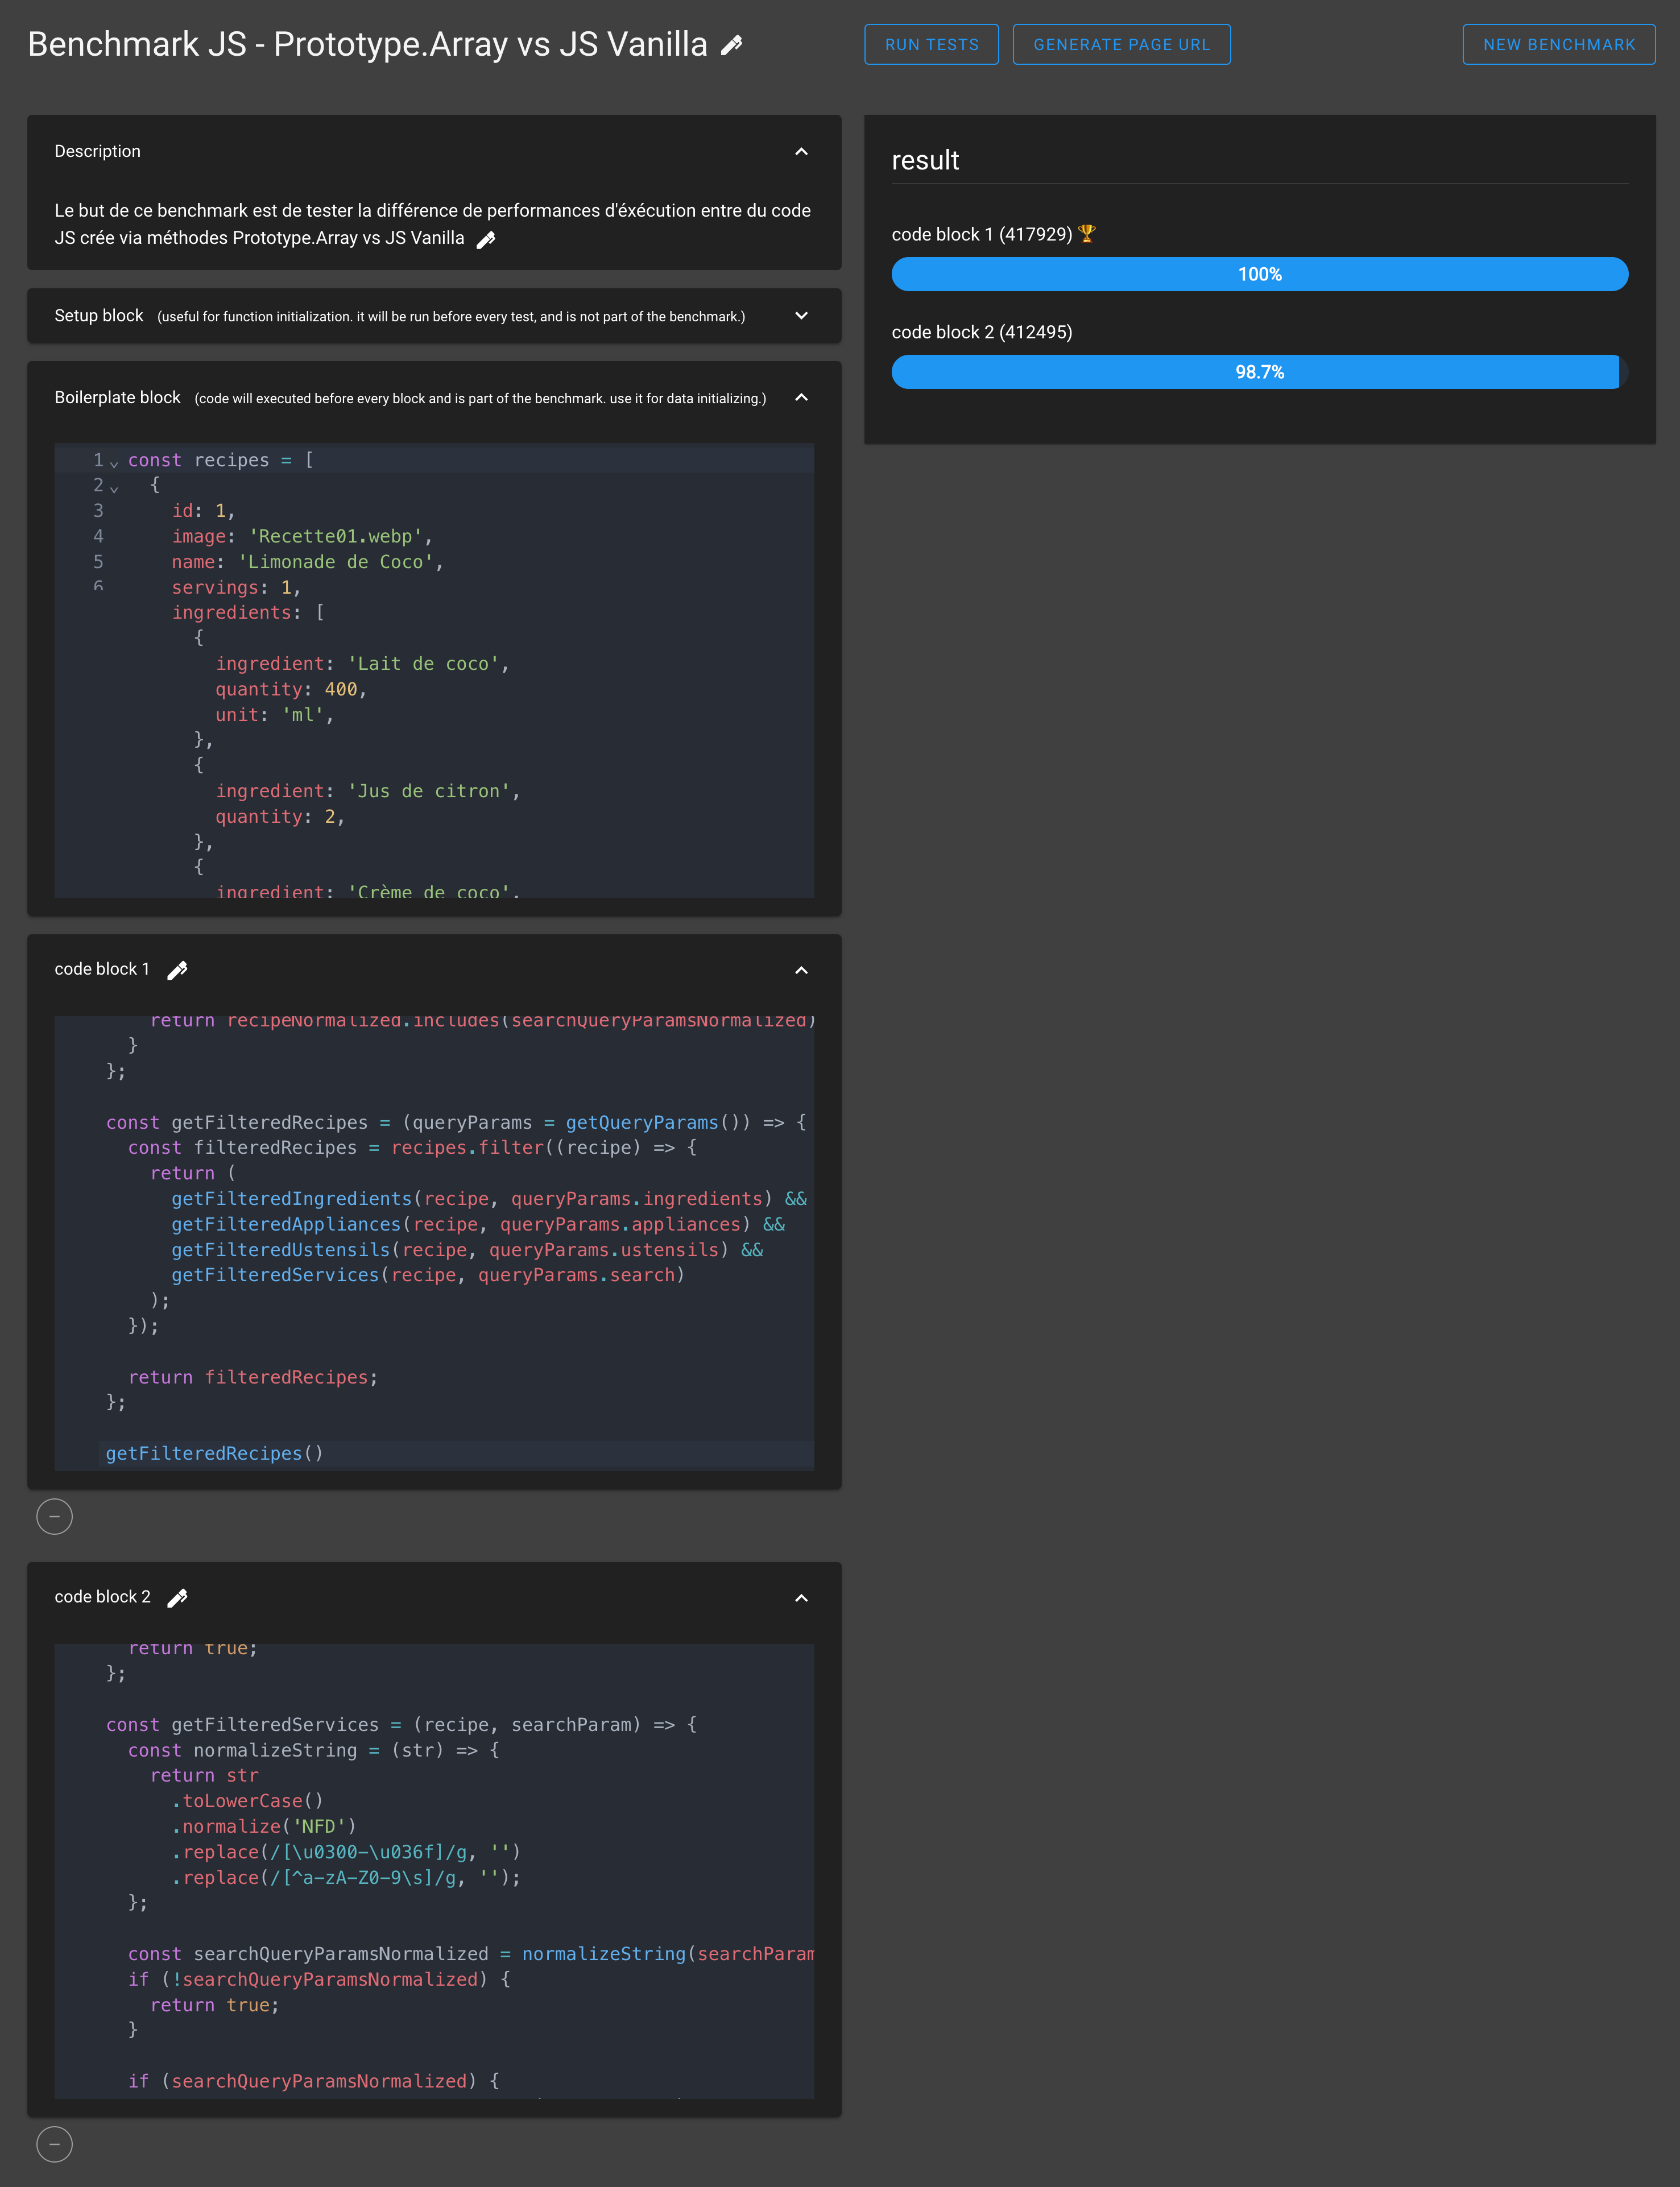 Benchmark JS - Prototype.Array vs JS Vanilla
RUN TESTS
GENERATE PAGE URL
NEW BENCHMARK
Description
Le but de ce benchmark est de tester la différence de performances d'éxécution entre du code
JS crée via méthodes Prototype.Array vs JS Vanilla
Setup block (useful for function initialization. it will be run before every test, and is not part of the benchmark.)
Boilerplate block (code will executed before every block and is part of the benchmark. use it for data initializing.)
1 const recipes = [
2 {
3 id: 1,
4 image: 'Recette01.webp',
5 name: 'Limonade de Coco',
6 servings: 1,
ingredients: [
{
ingredient: 'Lait de coco',
quantity: 400,
unit: 'ml',
},
{
ingredient: 'Jus de citron',
quantity: 2,
},
{
ingredient: 'Crème de coco',
code block 1
return recipeNormalized.includes(searchQueryParamsNormalized)
}
};
const getFilteredRecipes = (queryParams = getQueryParams()) => {
const filteredRecipes = recipes.filter((recipe) => {
return (
getFilteredIngredients(recipe, queryParams.ingredients) &&
getFilteredAppliances(recipe, queryParams.appliances) &&
getFilteredUstensils(recipe, queryParams.ustensils) &&
getFilteredServices(recipe, queryParams.search)
);
});
return filteredRecipes;
};
getFilteredRecipes()
code block 2
return true;
};
const getFilteredServices = (recipe, searchParam) => {
const normalizeString = (str) => {
return str
.toLowerCase()
.normalize('NFD')
.replace(/[\u0300-\u036f]/g, '')
.replace(/[^a-zA-Z0-9\s]/g, '');
};
const searchQueryParamsNormalized = normalizeString(searchParam
if (!searchQueryParamsNormalized) {
return true;
}
if (searchQueryParamsNormalized) {
result
code block 1 (417929) 🏆
100%
code block 2 (412495)
98.7%